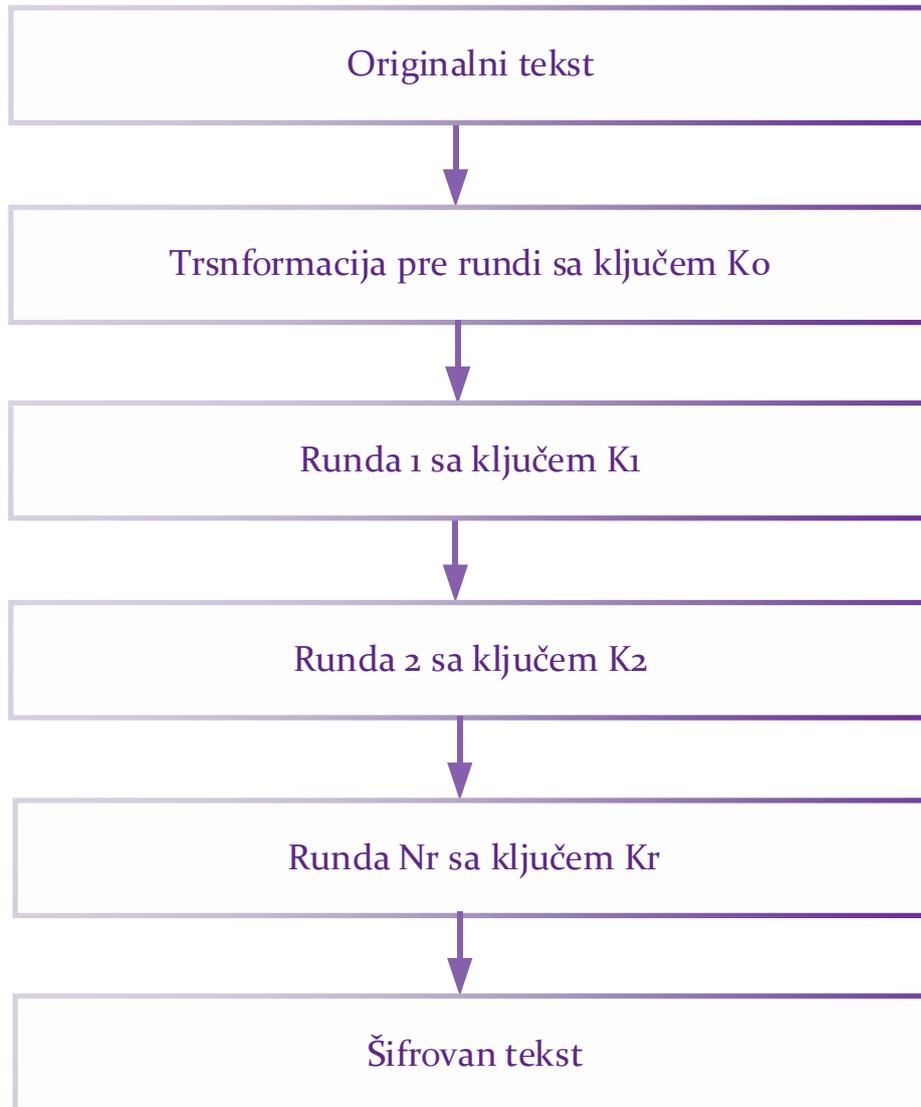 Originalni tekst
Trsnformacija pre rundi sa ključem K0
Runda 1 sa ključem K1
Runda 2 sa ključem K2
Runda Nr sa ključem Kr
Šifrovan tekst